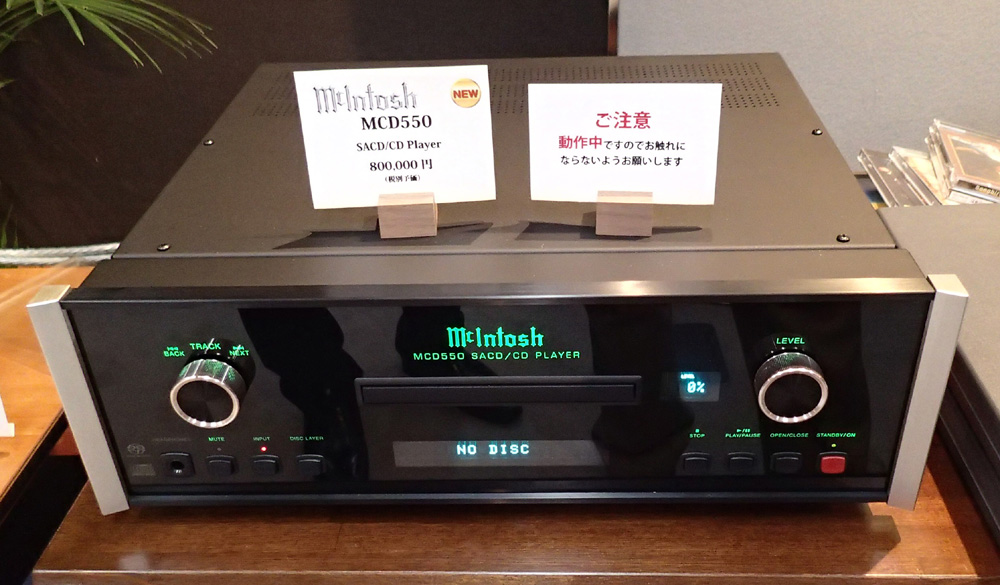 McIntosh
NEW
MCD550
SACD/CD Player
800,000 円
(税別予価)
ご注意
動作中ですのでお触れに
ならないようお願いします
McIntosh
MCD550 SACD/CD PLAYER
TRACK
BACK
NEXT
LEVEL
LEVEL
0%
MUTE
INPUT
DISC LAYER
NO DISC
STOP
PLAY/PAUSE
OPEN/CLOSE
STANDBY/ON